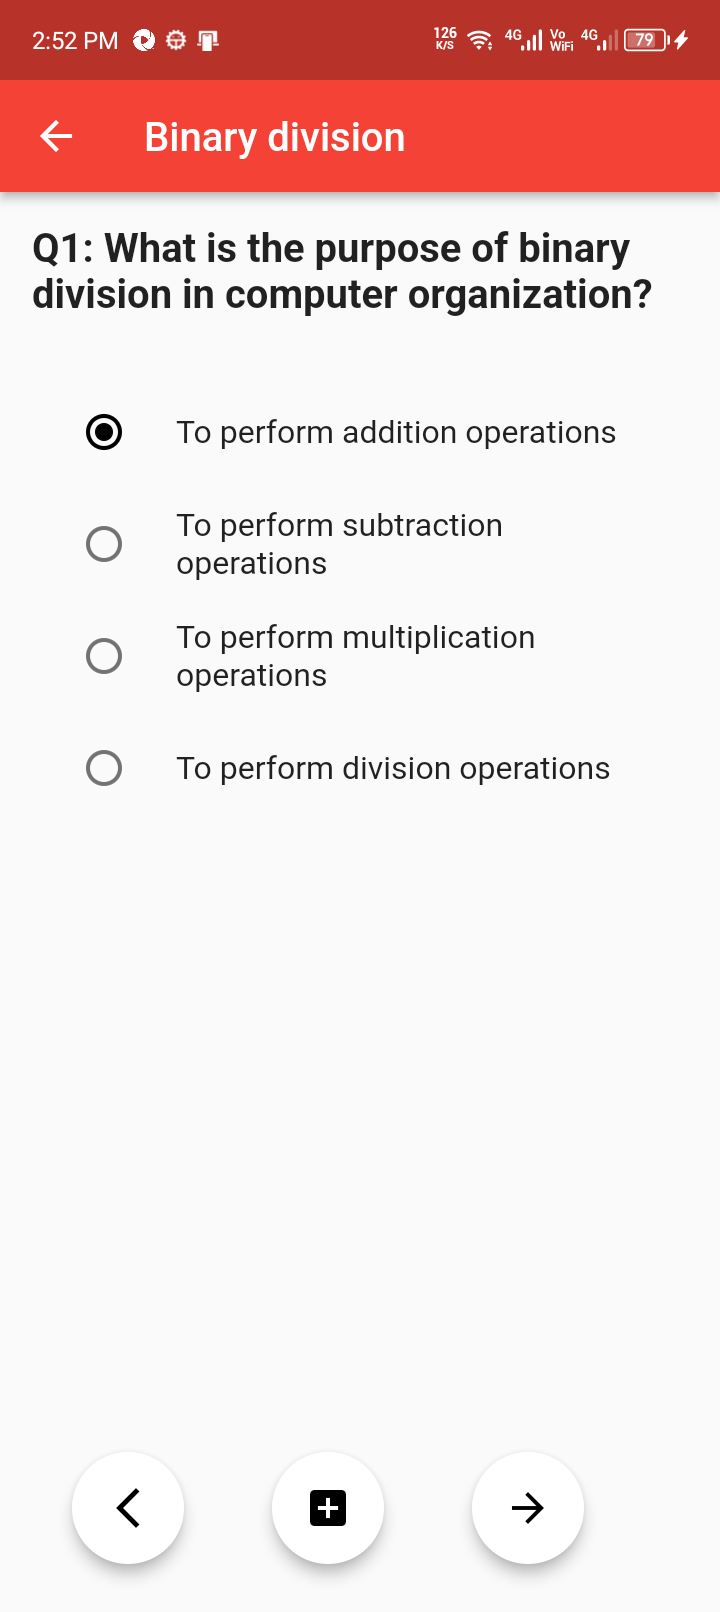 2:52 PM 126 K/S 4G Vo WiFi 4G 79
Binary division
Q1: What is the purpose of binary
division in computer organization?
To perform addition operations
To perform subtraction
operations
To perform multiplication
operations
To perform division operations